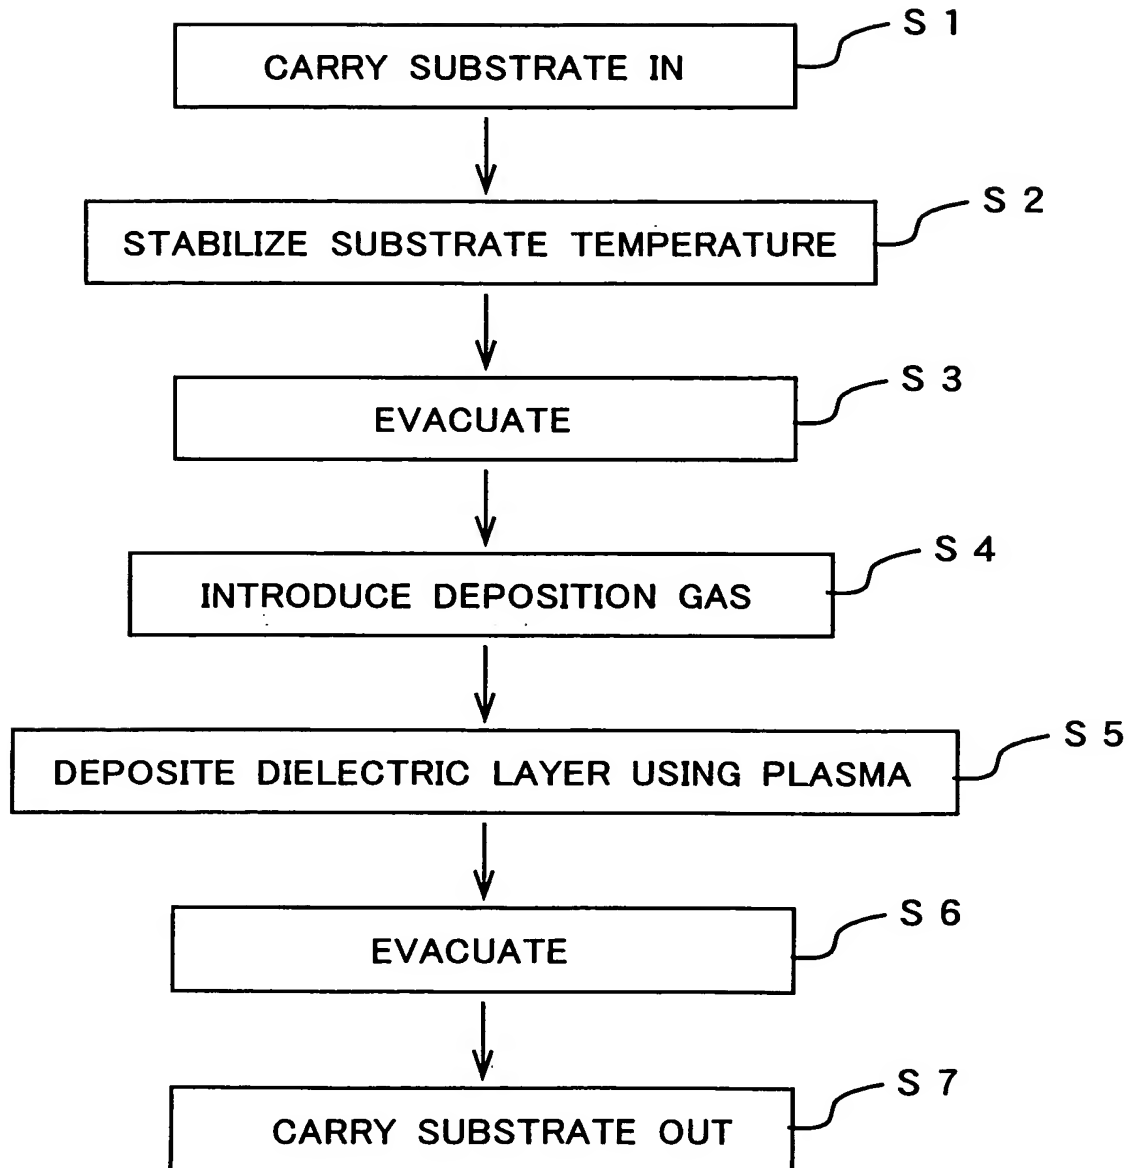 S 1
CARRY SUBSTRATE IN
S 2
STABILIZE SUBSTRATE TEMPERATURE
S 3
EVACUATE
S 4
INTRODUCE DEPOSITION GAS
S 5
DEPOSITE DIELECTRIC LAYER USING PLASMA
S 6
EVACUATE
S 7
CARRY SUBSTRATE OUT